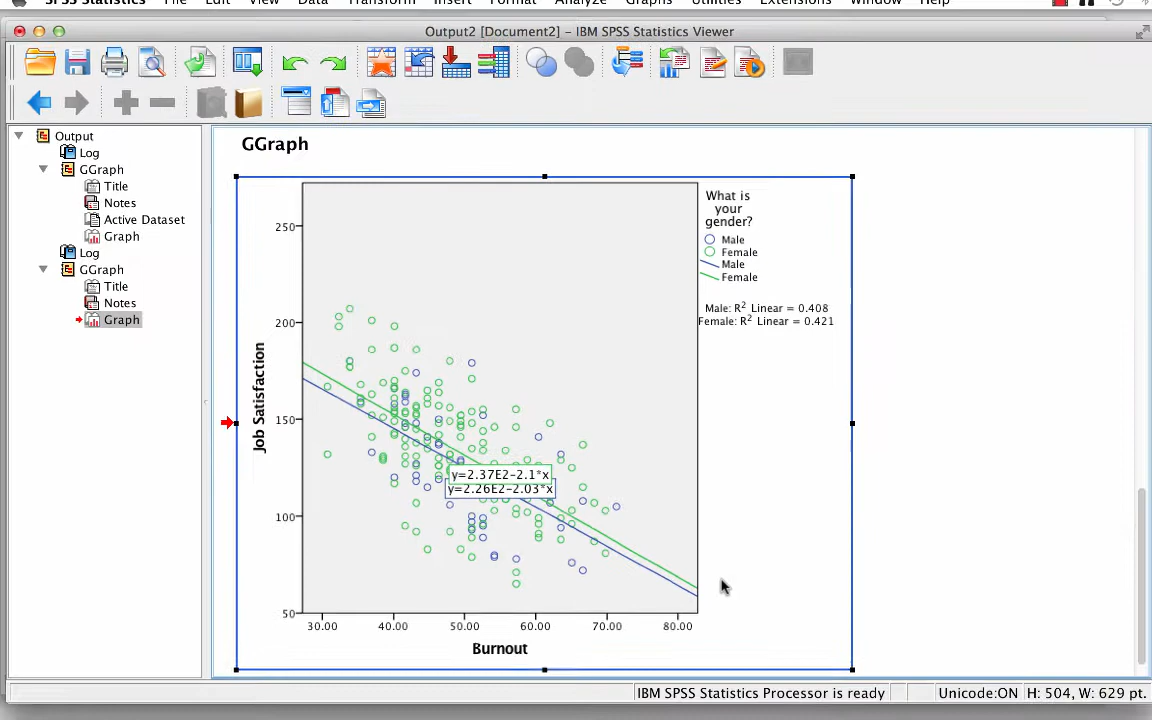 SPSS Statistics File Edit View Data Transform Insert Format Analyze Graphs Utilities Extensions Window Help
Output2 [Document2] – IBM SPSS Statistics Viewer
Output
Log
GGraph
Title
Notes
Active Dataset
Graph
Log
GGraph
Title
Notes
Graph
GGraph
What is
your
gender?
Male
Female
Male
Female
Male: R² Linear = 0.408
Female: R² Linear = 0.421
250
200
150
100
50
Job Satisfaction
y=2.37E2-2.1*x
y=2.26E2-2.03*x
30.00 40.00 50.00 60.00 70.00 80.00
Burnout
IBM SPSS Statistics Processor is ready Unicode:ON H: 504, W: 629 pt.